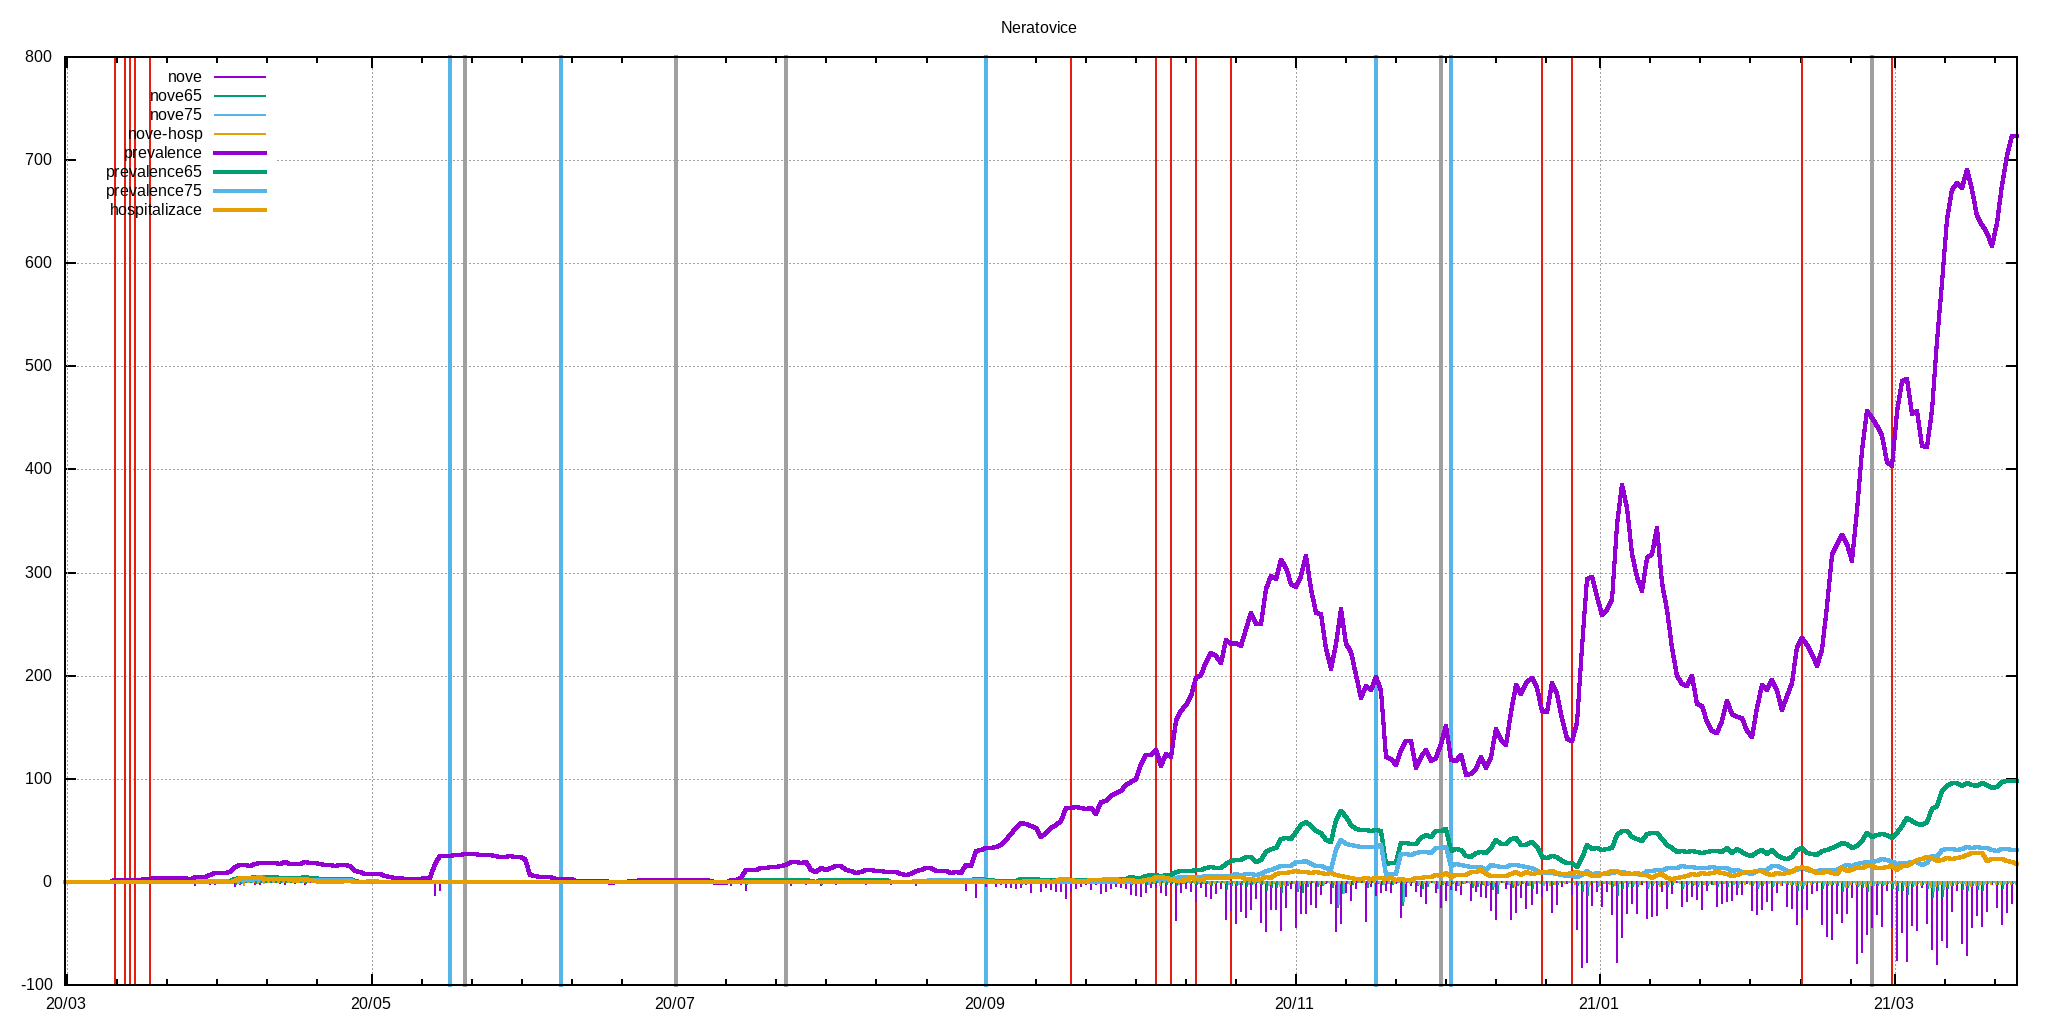 Neratovice
800
700
600
500
400
300
200
100
0
-100
nove
nove65
nove75
nove-hosp
prevalence
prevalence65
prevalence75
hospitalizace
20/03 20/05 20/07 20/09 20/11 21/01 21/03